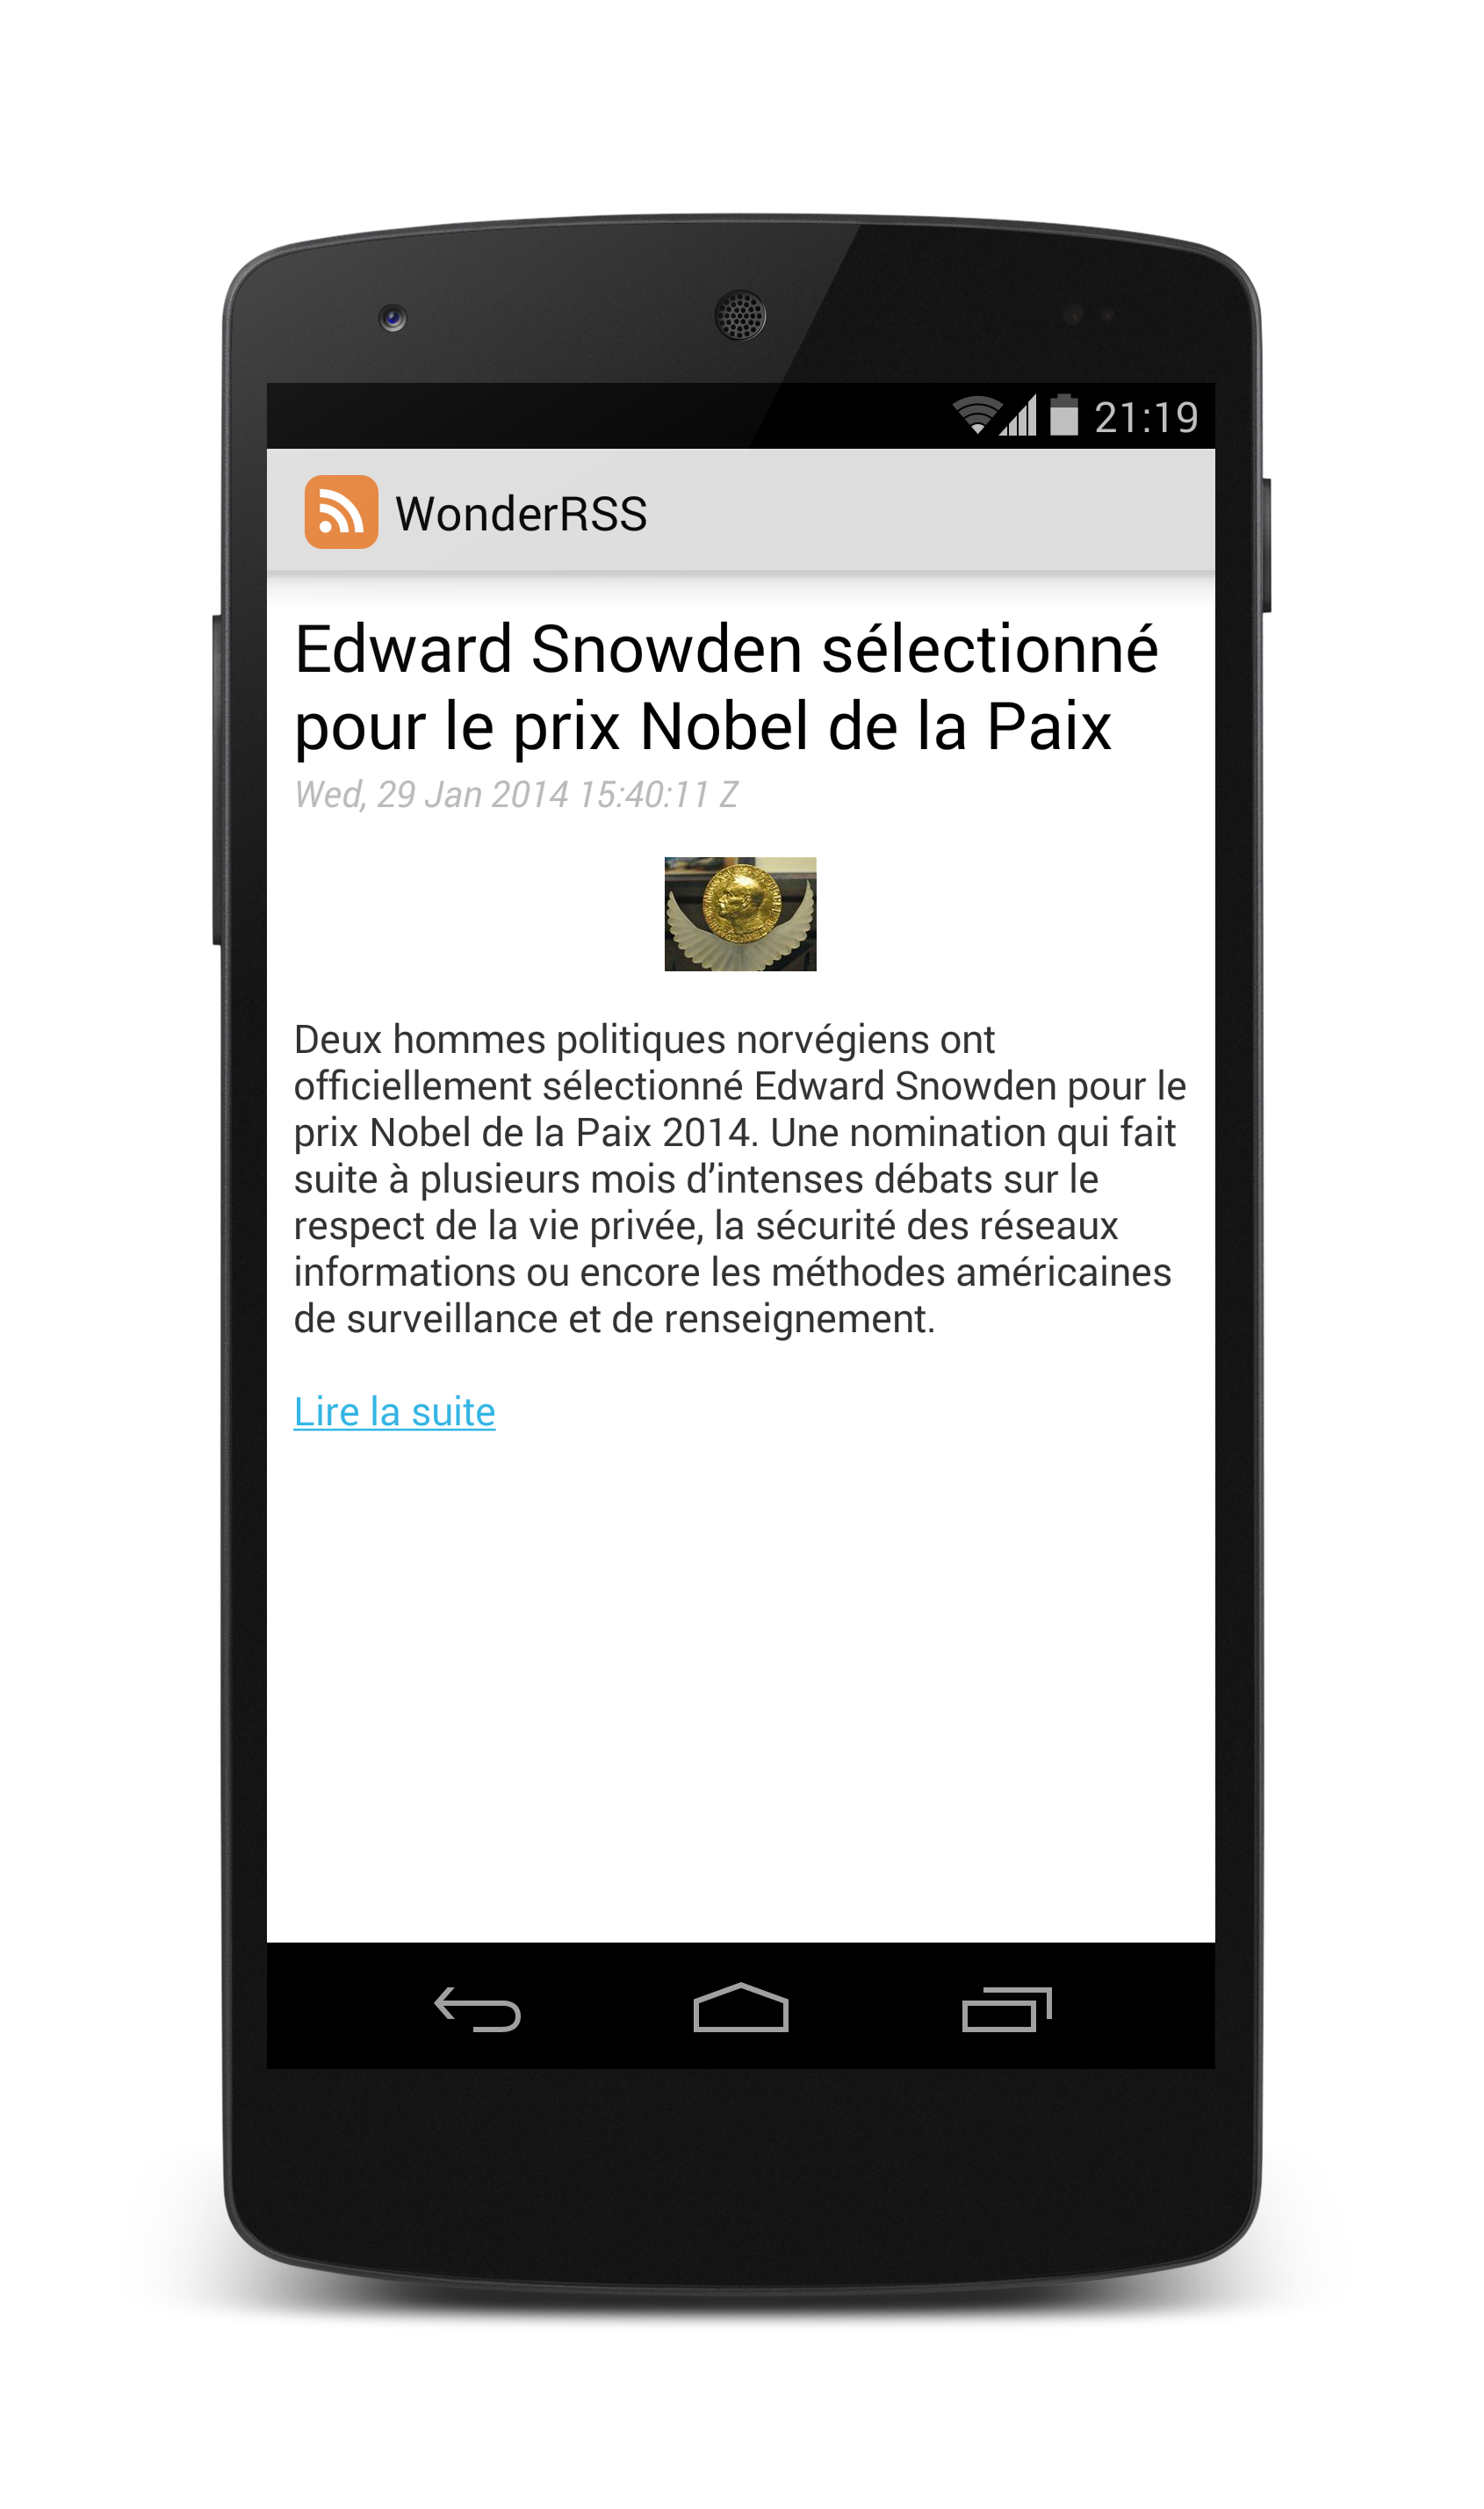 21:19
WonderRSS
Edward Snowden sélectionné
pour le prix Nobel de la Paix
Wed, 29 Jan 2014 15:40:11 Z
Deux hommes politiques norvégiens ont
officiellement sélectionné Edward Snowden pour le
prix Nobel de la Paix 2014. Une nomination qui fait
suite à plusieurs mois d’intenses débats sur le
respect de la vie privée, la sécurité des réseaux
informations ou encore les méthodes américaines
de surveillance et de renseignement.
Lire la suite